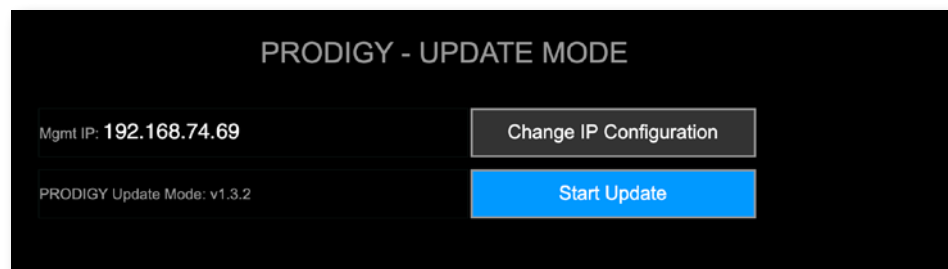 PRODIGY - UPDATE MODE
Mgmt IP: 192.168.74.69
Change IP Configuration
PRODIGY Update Mode: v1.3.2
Start Update